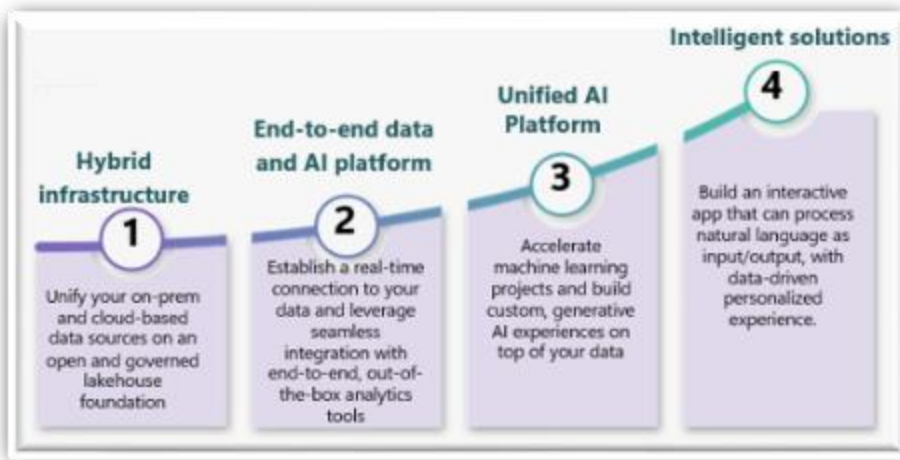 Hybrid
infrastructure
1
Unify your on-prem
and cloud-based
data sources on an
open and governed
lakehouse
foundation
End-to-end data
and AI platform
2
Establish a real-time
connection to your
data and leverage
seamless
integration with
end-to-end, out-of-
the-box analytics
tools
Unified AI
Platform
3
Accelerate
machine learning
projects and build
custom, generative
AI experiences on
top of your data
Intelligent solutions
4
Build an interactive
app that can process
natural language as
input/output, with
data-driven
personalized
experience.